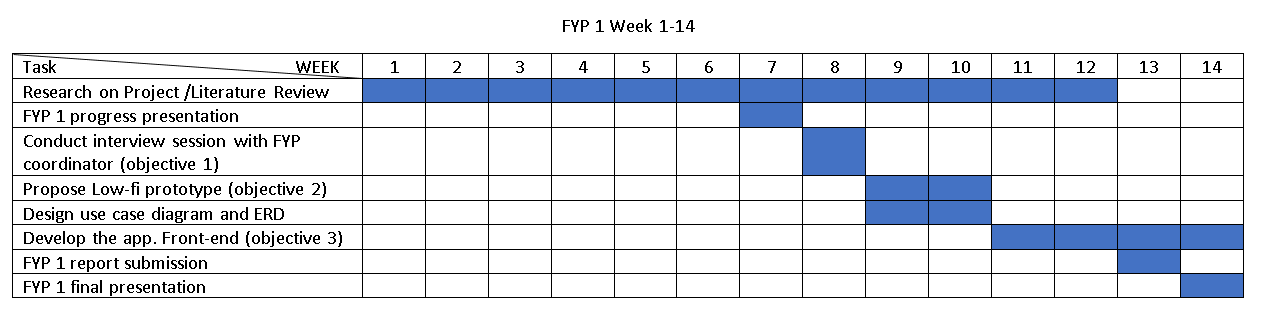 FYP 1 Week 1-14
Task WEEK 1 2 3 4 5 6 7 8 9 10 11 12 13 14
Research on Project /Literature Review
FYP 1 progress presentation
Conduct interview session with FYP
coordinator (objective 1)
Propose Low-fi prototype (objective 2)
Design use case diagram and ERD
Develop the app. Front-end (objective 3)
FYP 1 report submission
FYP 1 final presentation